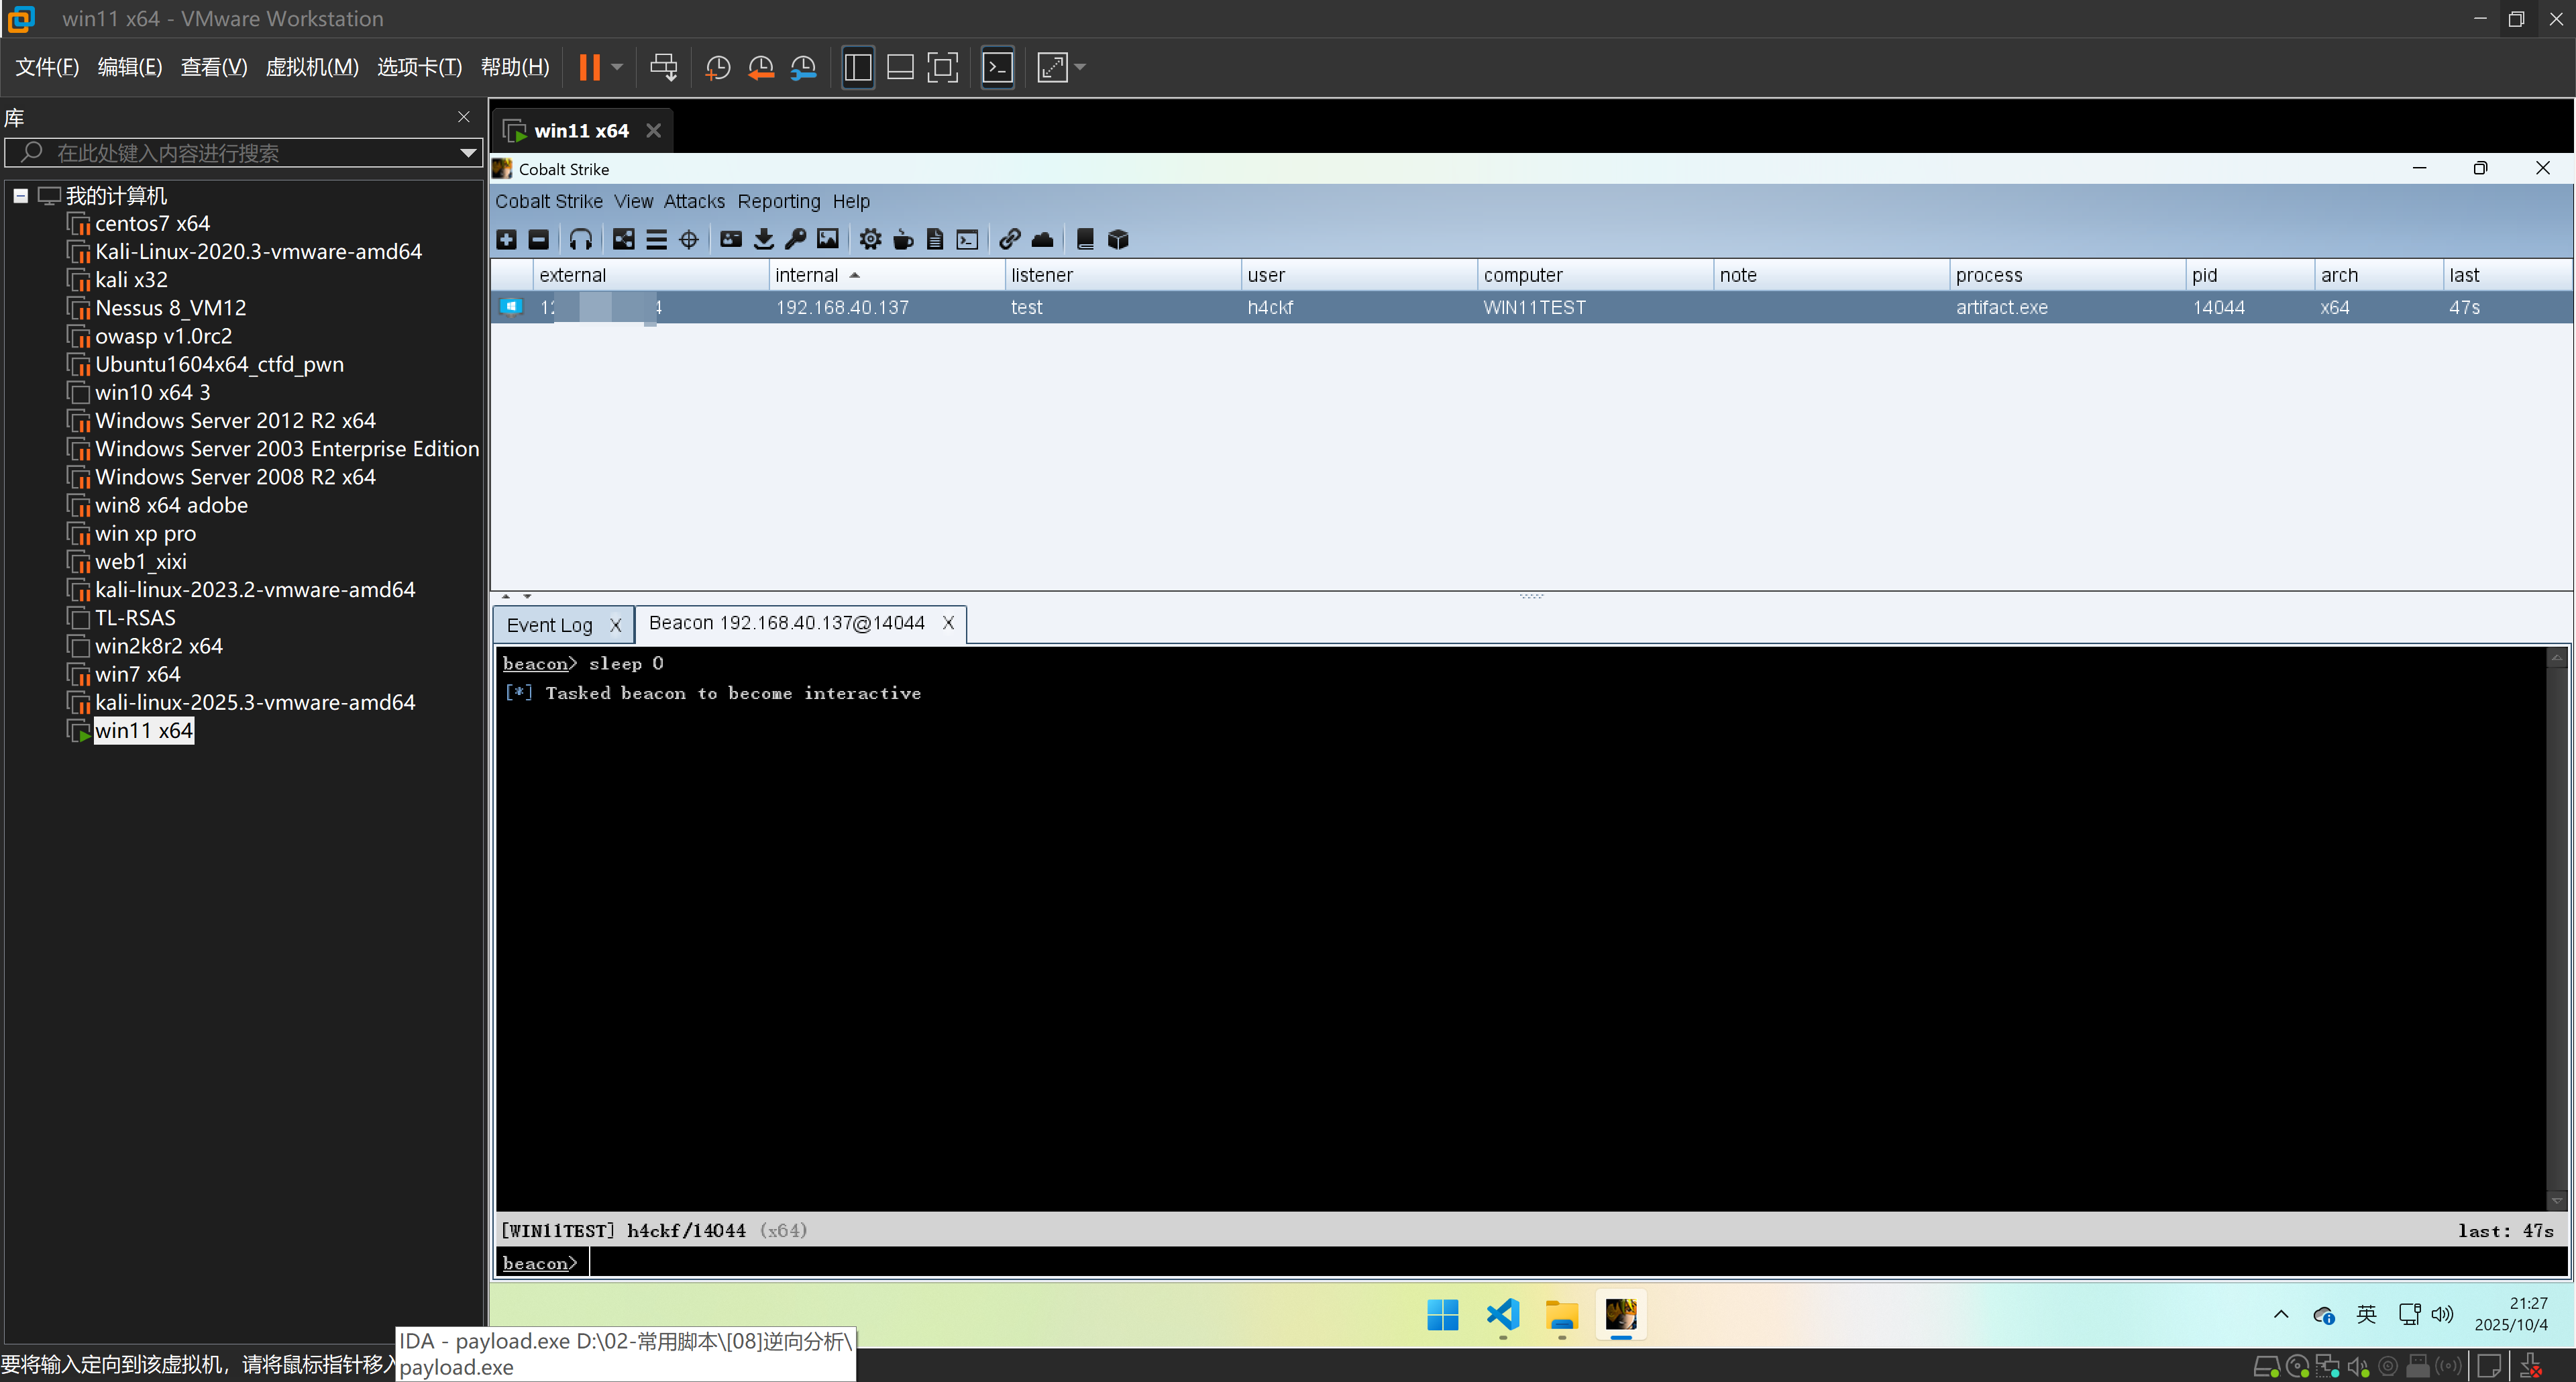 win11 x64 - VMware Workstation
文件(F) 编辑(E) 查看(V) 虚拟机(M) 选项卡(T) 帮助(H)
库
在此处键入内容进行搜索
我的计算机
centos7 x64
Kali-Linux-2020.3-vmware-amd64
kali x32
Nessus 8_VM12
owasp v1.0rc2
Ubuntu1604x64_ctfd_pwn
win10 x64 3
Windows Server 2012 R2 x64
Windows Server 2003 Enterprise Edition
Windows Server 2008 R2 x64
win8 x64 adobe
win xp pro
web1_xixi
kali-linux-2023.2-vmware-amd64
TL-RSAS
win2k8r2 x64
win7 x64
kali-linux-2025.3-vmware-amd64
win11 x64
win11 x64
Cobalt Strike
Cobalt Strike View Attacks Reporting Help
external internal listener user computer note process pid arch last
192.168.40.137 test h4ckf WIN11TEST artifact.exe 14044 x64 47s
Event Log X Beacon 192.168.40.137@14044 X
beacon> sleep 0
[*] Tasked beacon to become interactive
[WIN11TEST] h4ckf/14044 (x64) last: 47s
beacon>
英
21:27
2025/10/4
IDA - payload.exe D:\02-常用脚本\[08]逆向分析\
payload.exe
要将输入定向到该虚拟机，请将鼠标指针移入